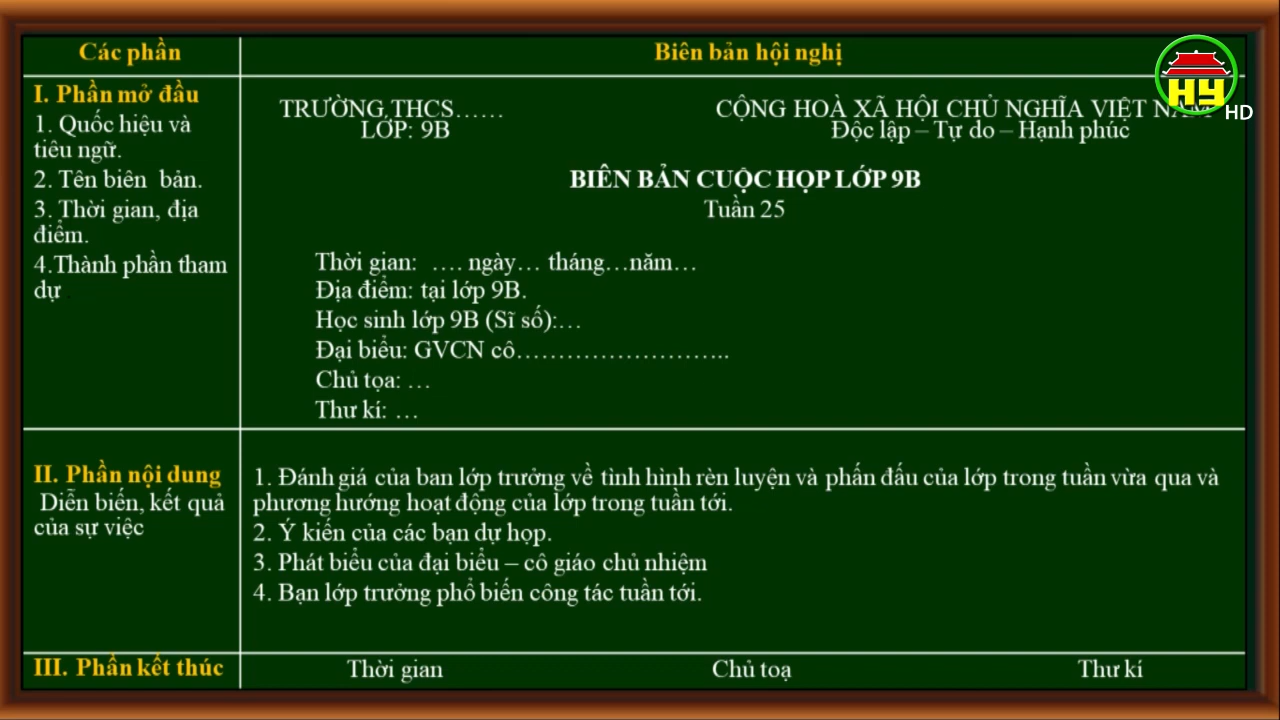 Các phần
Biên bản hội nghị
I. Phần mở đầu
1. Quốc hiệu và
tiêu ngữ.
2. Tên biên bản.
3. Thời gian, địa
điểm.
4.Thành phần tham
dự
TRƯỜNG THCS……
LỚP: 9B
CỘNG HOÀ XÃ HỘI CHỦ NGHĨA VIỆT NAM
Độc lập – Tự do – Hạnh phúc
BIÊN BẢN CUỘC HỌP LỚP 9B
Tuần 25
Thời gian: …. ngày… tháng…năm…
Địa điểm: tại lớp 9B.
Học sinh lớp 9B (Sĩ số):…
Đại biểu: GVCN cô……………………..
Chủ tọa: …
Thư kí: …
II. Phần nội dung
Diễn biến, kết quả
của sự việc
1. Đánh giá của ban lớp trưởng về tình hình rèn luyện và phấn đấu của lớp trong tuần vừa qua và
phương hướng hoạt động của lớp trong tuần tới.
2. Ý kiến của các bạn dự họp.
3. Phát biểu của đại biểu – cô giáo chủ nhiệm
4. Bạn lớp trưởng phổ biến công tác tuần tới.
III. Phần kết thúc
Thời gian
Chủ toạ
Thư kí
HY
HD